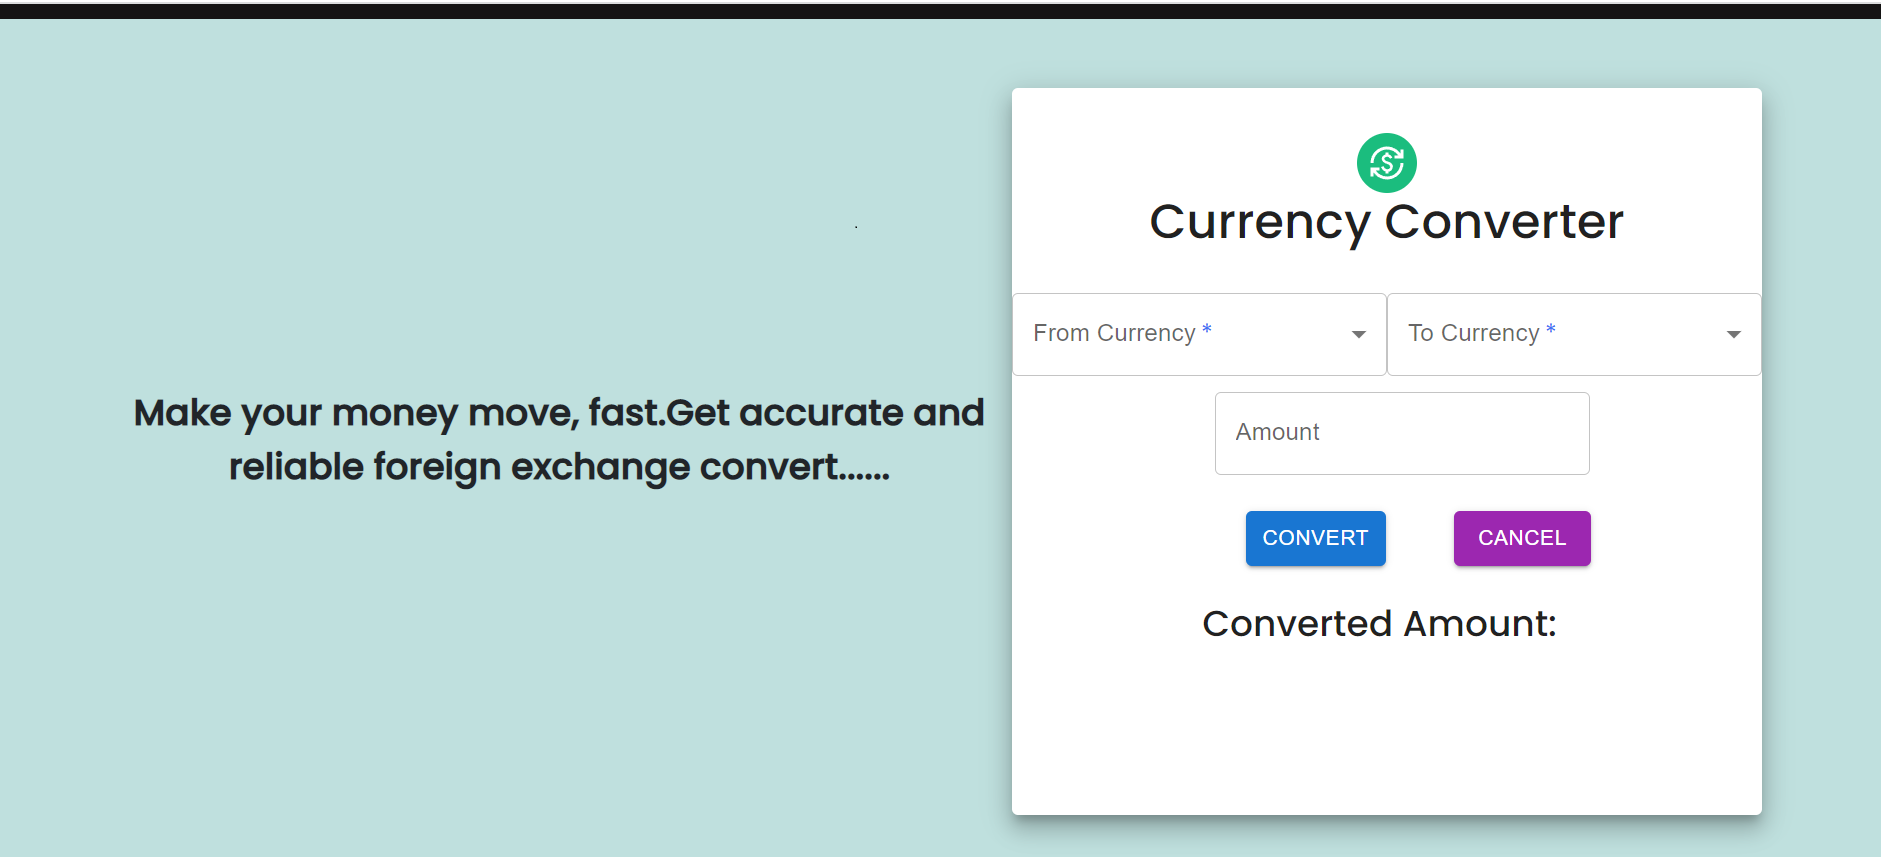 Make your money move, fast.Get accurate and
reliable foreign exchange convert......
$
Currency Converter
From Currency *
To Currency *
Amount
CONVERT
CANCEL
Converted Amount: